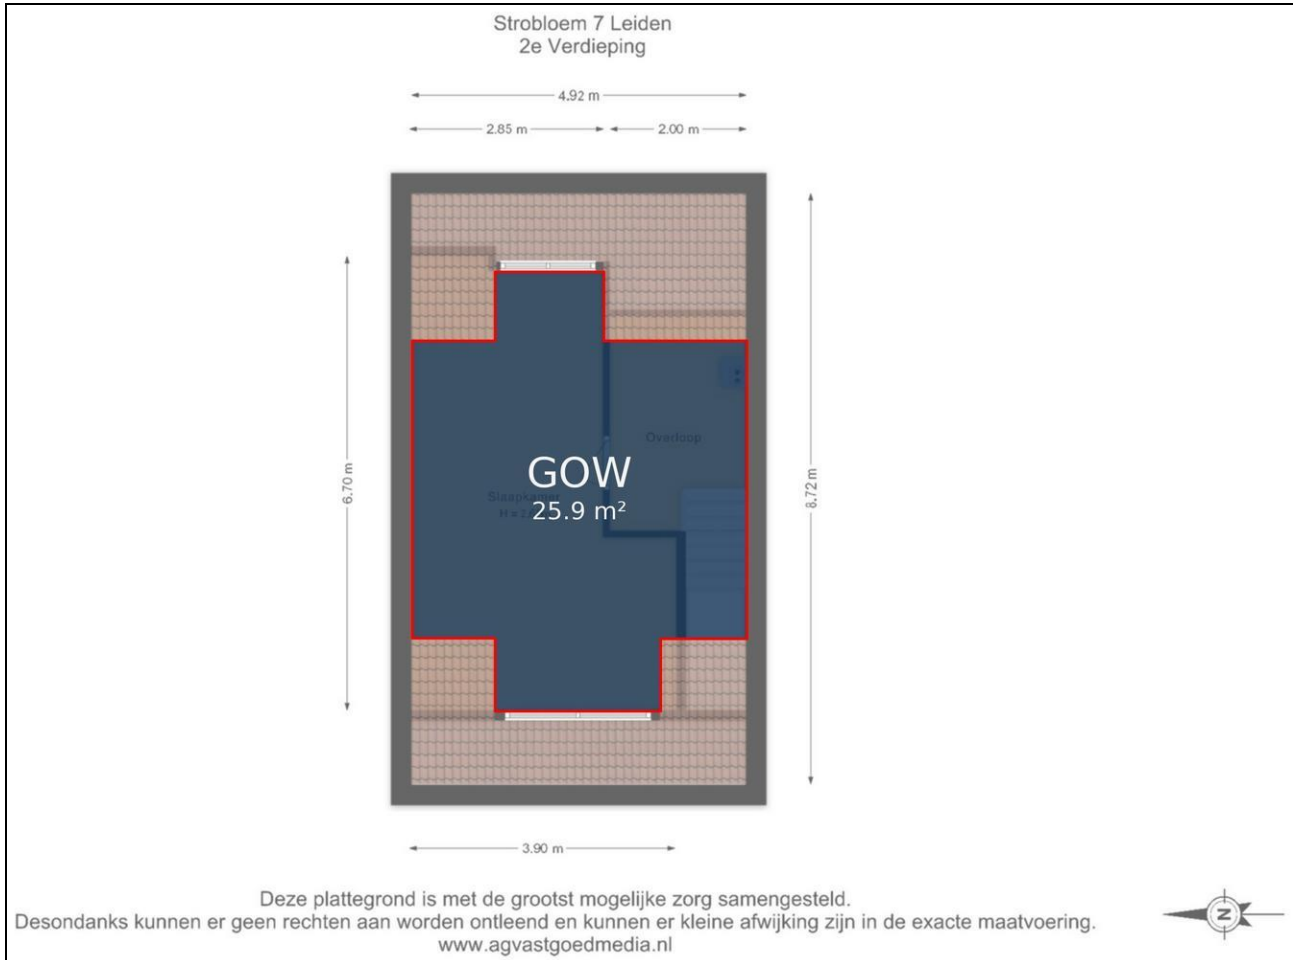 Strobloem 7 Leiden
2e Verdieping
4.92 m
2.85 m
2.00 m
Overloop
GOW
Slaapkamer
25.9 m²
6.70 m
8.72 m
3.90 m
Deze plattegrond is met de grootst mogelijke zorg samengesteld.
Desondanks kunnen er geen rechten aan worden ontleend en kunnen er kleine afwijking zijn in de exacte maatvoering.
www.agvastgoedmedia.nl
N